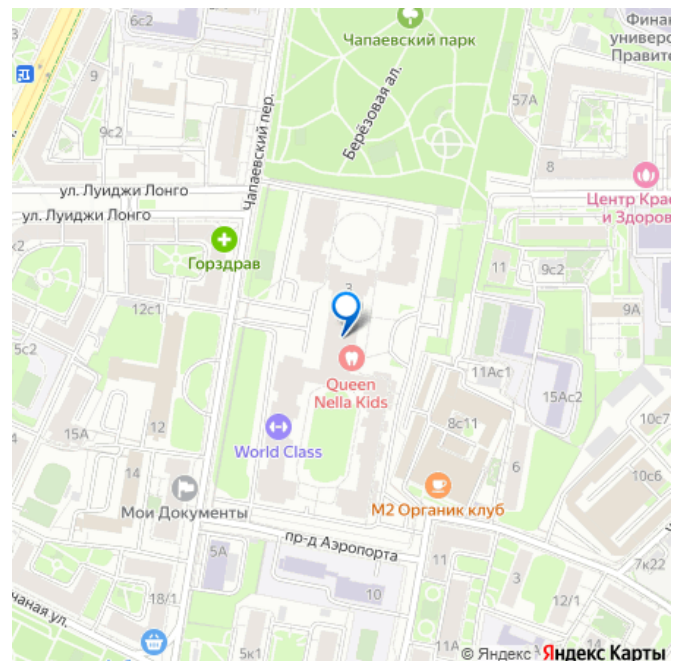 6с2
Финан
универс
Правите
Чапаевский парк
9
57А
Берёзовая ал.
9с2
Чапаевский пер.
8
ул. Луиджи Лонго
ул. Луиджи Лонго
Центр Крас
и Здоров
Горздрав
11
9с2
3
12с1
9А
5с2
11Ас1
15Ас2
Queen
Nella Kids
10с7
8с11
15А
12
World Class
6
10с6
14
Мои Документы
М2 Органик клуб
пр-д Аэропорта
5А
11
7к22
3
10
18/1
12/1
чаная ул.
5к1
11А
© Яндекс Яндекс Карты